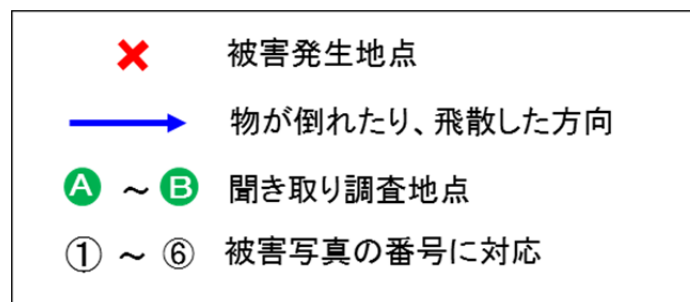 被害発生地点
物が倒れたり、飛散した方向
A ～ B 聞き取り調査地点
① ～ ⑥ 被害写真の番号に対応